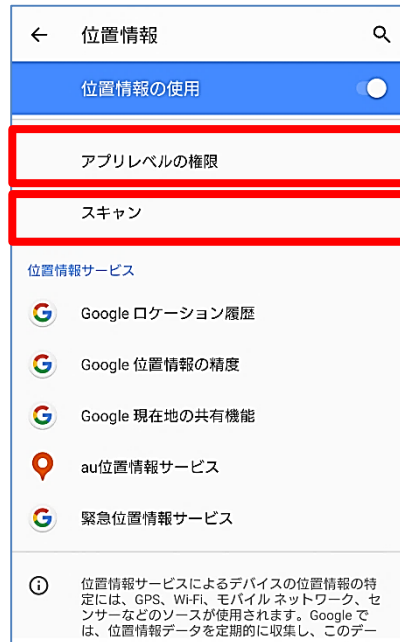 位置情報
位置情報の使用
アプリレベルの権限
スキャン
位置情報サービス
Google ロケーション履歴
Google 位置情報の精度
Google 現在地の共有機能
au位置情報サービス
緊急位置情報サービス
位置情報サービスによるデバイスの位置情報の特
定には、GPS、Wi-Fi、モバイル ネットワーク、セ
ンサーなどのソースが使用されます。Google で
は、位置情報データを定期的に収集し、このデー